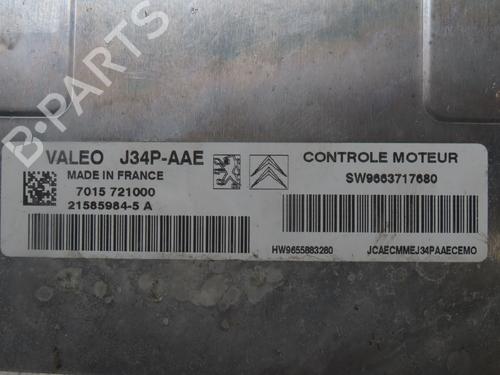 B-PARTS
VALEO J34P-AAE
MADE IN FRANCE
7015 721000
21585984-5 A
CONTROLE MOTEUR
SW9663717680
HW9655883280
JCAECMMEJ34PAAECEMO